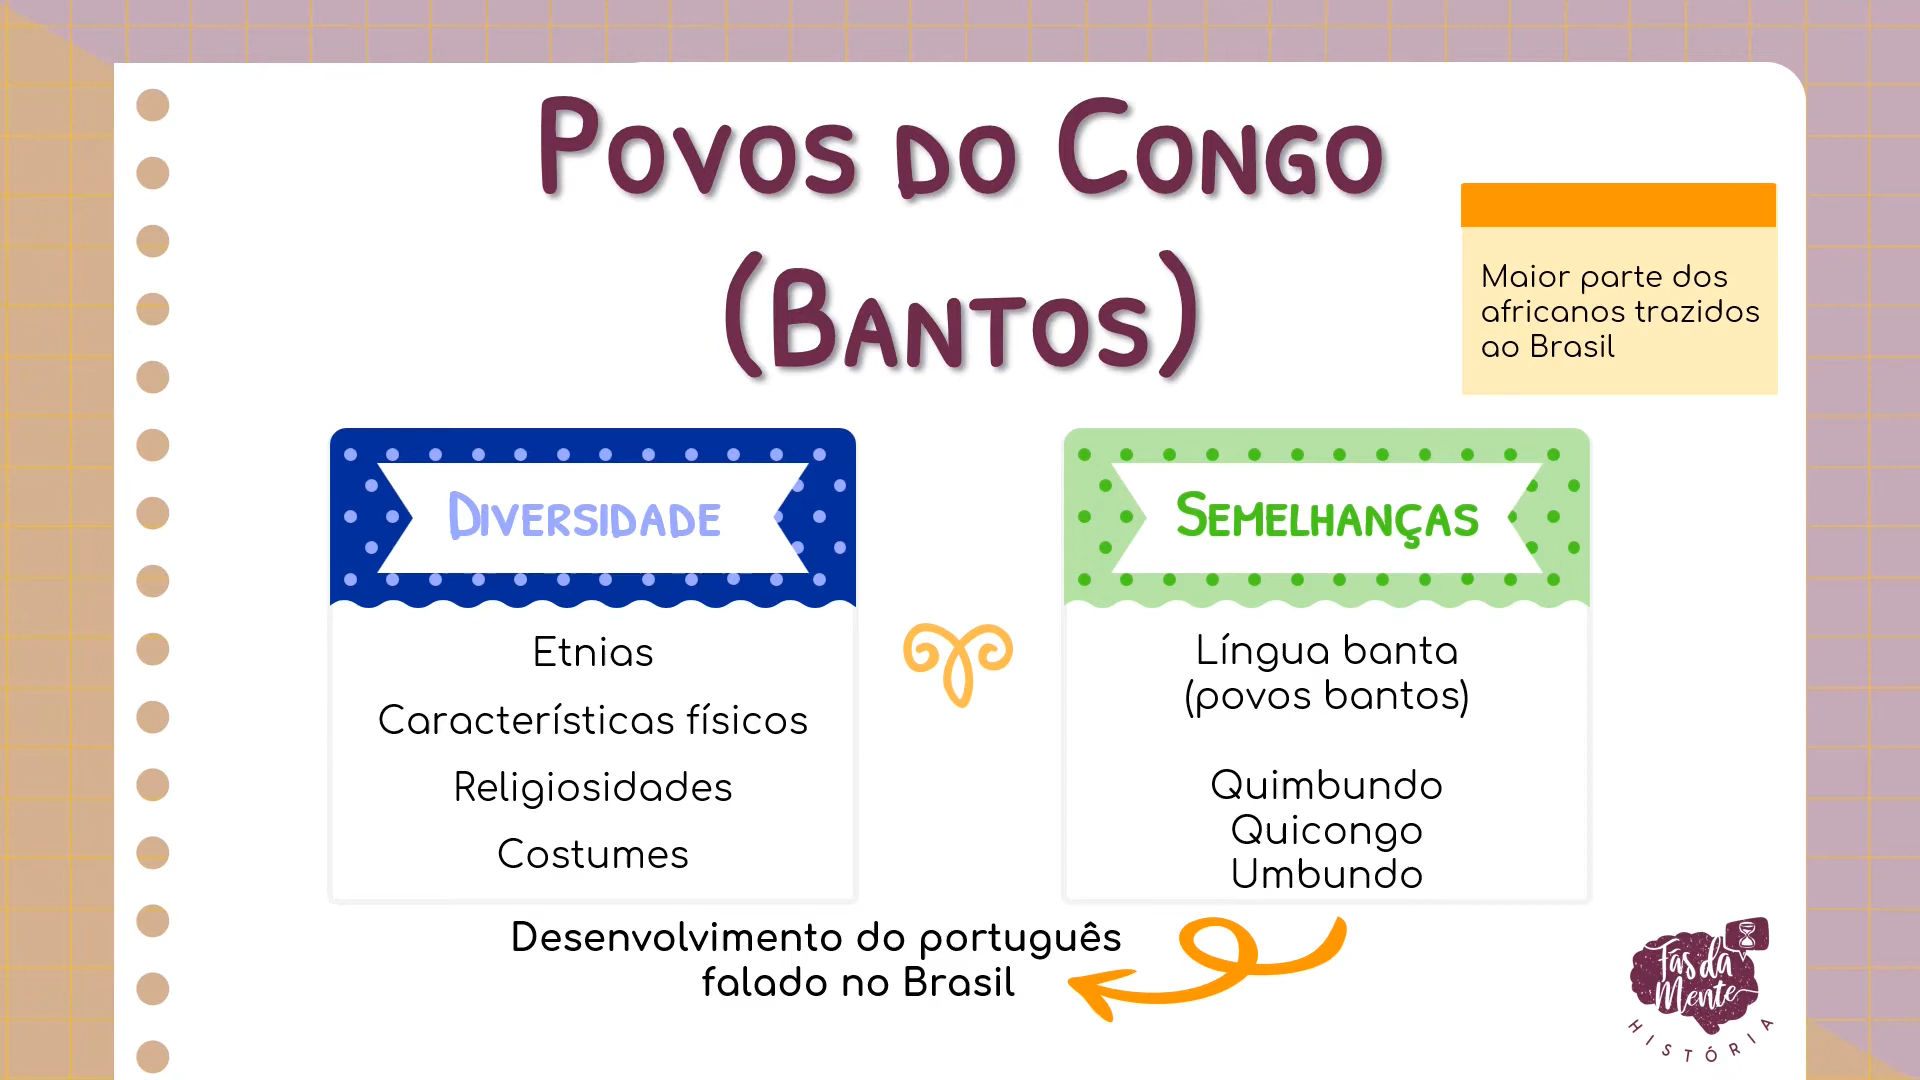 Povos do Congo
(Bantos)
Maior parte dos
africanos trazidos
ao Brasil
Diversidade
Etnias
Características físicos
Religiosidades
Costumes
Semelhanças
Língua banta
(povos bantos)
Quimbundo
Quicongo
Umbundo
Desenvolvimento do português
falado no Brasil
Fãs da
Mente
HISTÓRIA